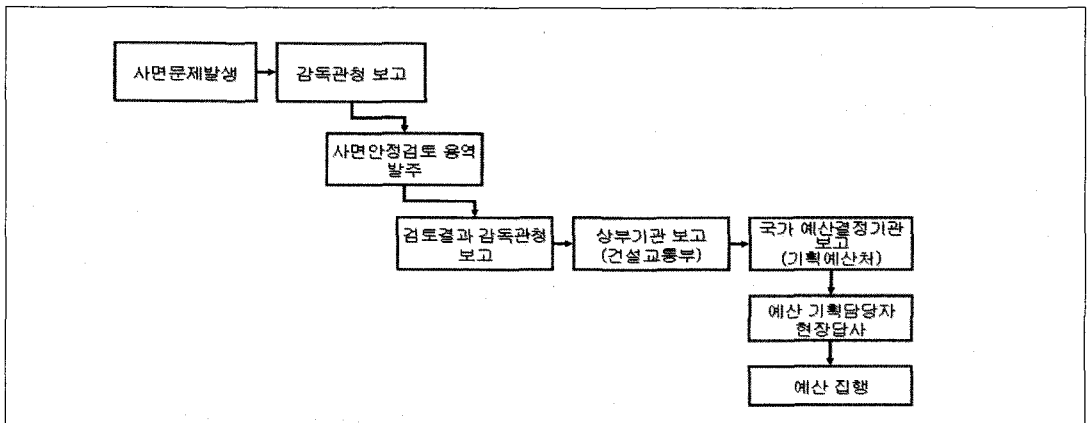 사면문제발생
감독관청 보고
사면안정검토 용역
발주
검토결과 감독관청
보고
상부기관 보고
(건설교통부)
국가 예산결정기관
보고
(기획예산처)
예산 기획담당자
현장답사
예산 집행